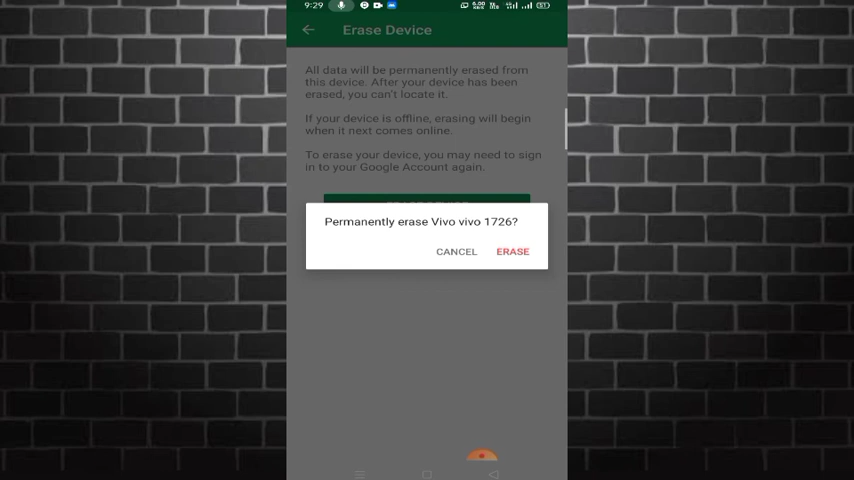 9:29
Erase Device
All data will be permanently erased from
this device. After your device has been
erased, you can't locate it.
If your device is offline, erasing will begin
when it next comes online.
To erase your device, you may need to sign
in to your Google Account again.
Permanently erase Vivo vivo 1726?
CANCEL ERASE